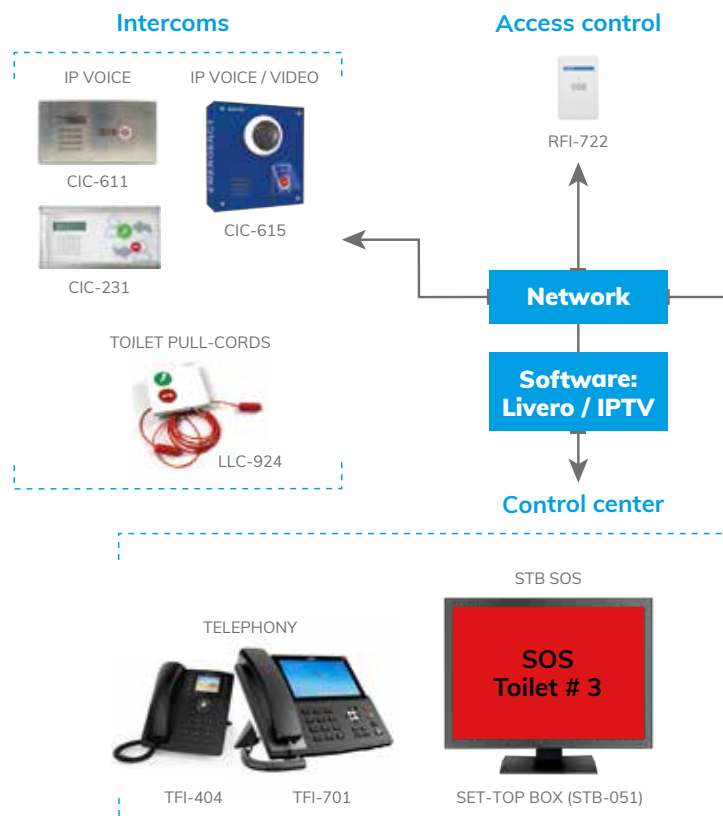 Intercoms
Access control
IP VOICE
IP VOICE / VIDEO
EMERGENCY
CIC-611
CIC-615
RFI-722
CIC-231
Network
TOILET PULL-CORDS
Software:
Livero / IPTV
LLC-924
Control center
STB SOS
TELEPHONY
SOS
Toilet # 3
TFI-404
TFI-701
SET-TOP BOX (STB-051)